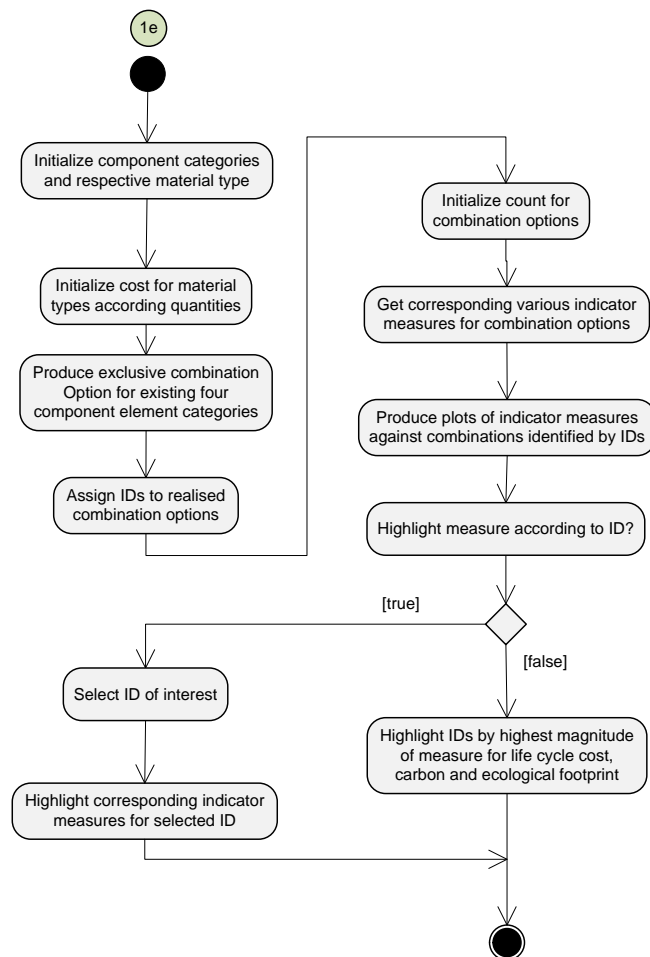 1e
Initialize component categories
and respective material type
Initialize cost for material
types according quantities
Produce exclusive combination
Option for existing four
component element categories
Assign IDs to realised
combination options
Initialize count for
combination options
Get corresponding various indicator
measures for combination options
Produce plots of indicator measures
against combinations identified by IDs
Highlight measure according to ID?
[true]
[false]
Select ID of interest
Highlight corresponding indicator
measures for selected ID
Highlight IDs by highest magnitude
of measure for life cycle cost,
carbon and ecological footprint